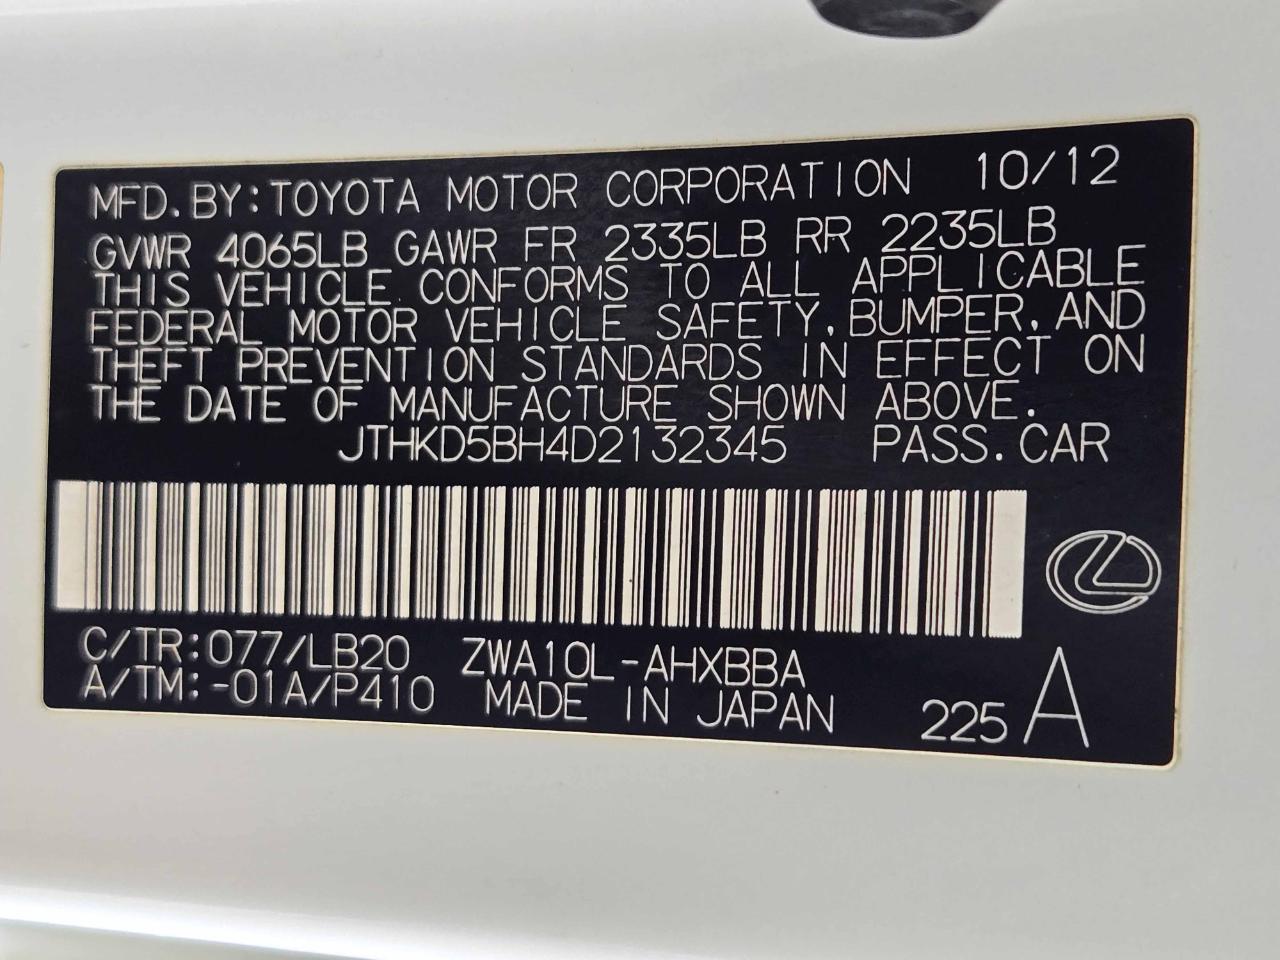 MFD.BY:TOYOTA MOTOR CORPORATION 10/12
GVWR 4065LB GAWR FR 2335LB RR 2235LB
THIS VEHICLE CONFORMS TO ALL APPLICABLE
FEDERAL MOTOR VEHICLE SAFETY, BUMPER, AND
THEFT PREVENTION STANDARDS IN EFFECT ON
THE DATE OF MANUFACTURE SHOWN ABOVE.
JTHKD5BH4D2132345 PASS.CAR
C/TR:077/LB20 ZWA10L-AHXBBA
A/TM:-01A/P410 MADE IN JAPAN 225 A